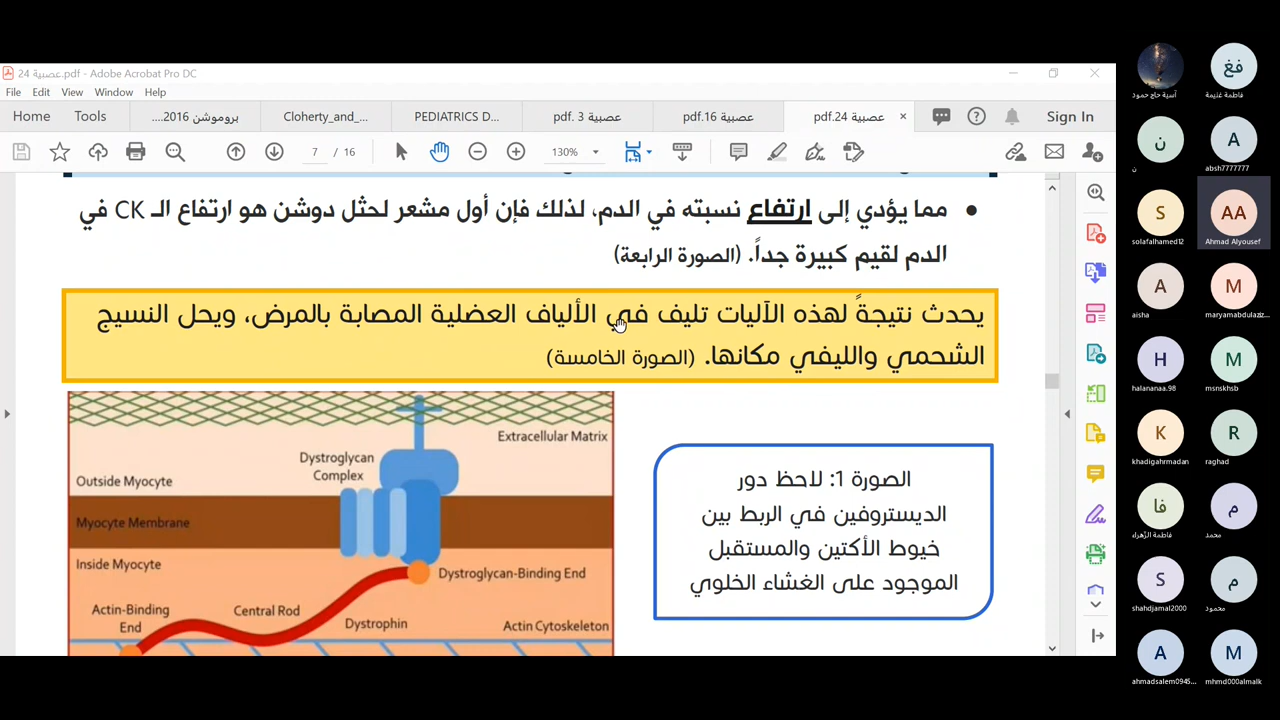 عصبية 24.pdf - Adobe Acrobat Pro DC
File Edit View Window Help
Home Tools بروموشن 2016.... Cloherty_and_... PEDIATRICS D... عصبية 3 .pdf عصبية 16.pdf عصبية 24.pdf × Sign In
7 / 16 130%
• مما يؤدي إلى ارتفاع نسبته في الدم، لذلك فإن أول مشعر لحثل دوشن هو ارتفاع الـ CK في
الدم لقيم كبيرة جداً. (الصورة الرابعة)
يحدث نتيجةً لهذه الآليات تليف في الألياف العضلية المصابة بالمرض، ويحل النسيج
الشحمي والليفي مكانها. (الصورة الخامسة)
Extracellular Matrix
Dystroglycan
Complex
Outside Myocyte
Myocyte Membrane
Inside Myocyte
Dystroglycan-Binding End
Actin-Binding
End
Central Rod
Dystrophin
Actin Cytoskeleton
الصورة 1: لاحظ دور
الديستروفين في الربط بين
خيوط الأكتين والمستقبل
الموجود على الغشاء الخلوي
فغ
آسية حاج حمود
فاطمة غنيمة
ن
A
ن
absh7777777
S
AA
solafalhamed12
Ahmad Alyousef
A
M
aisha
maryamabdulaziz...
H
M
halananaa.98
msnskhsb
K
R
khadigahrmadan
raghad
فا
م
فاطمة الزهراء
محمد
S
م
shahdjamal2000
محمود
A
M
ahmadsalem0945...
mhmd000almalk